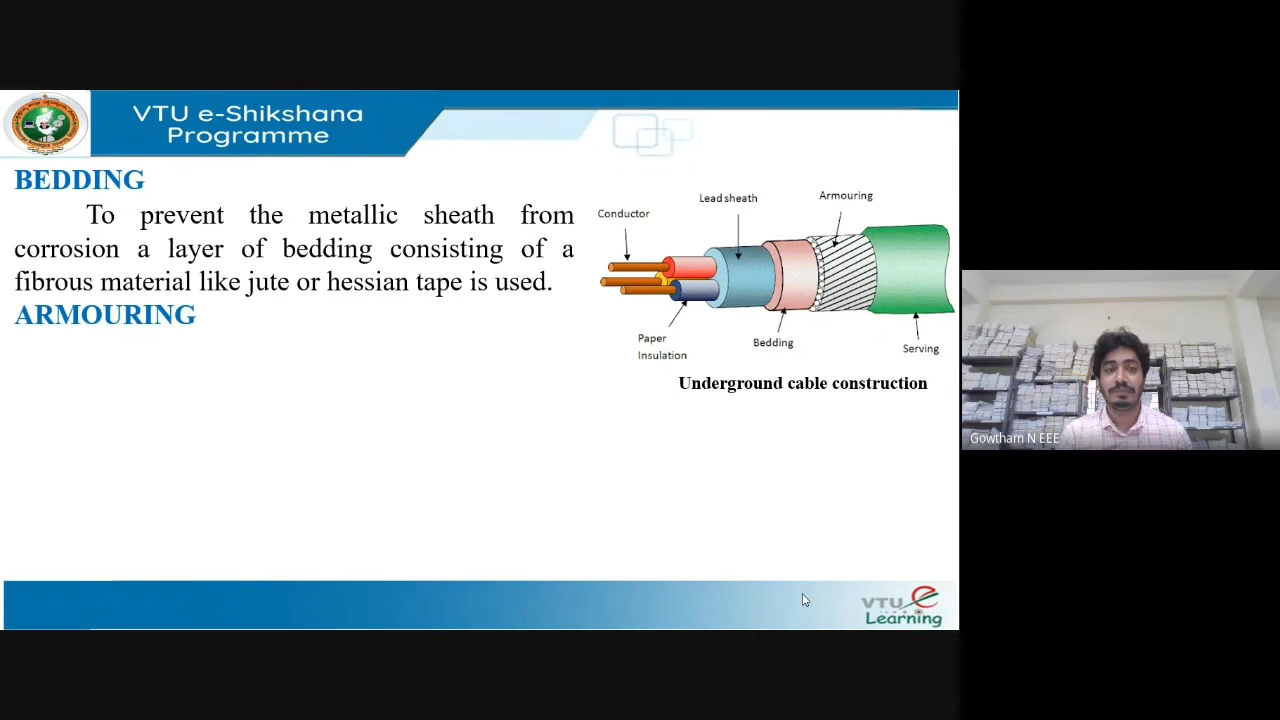 VTU e-Shikshana
Programme
BEDDING
To prevent the metallic sheath from
corrosion a layer of bedding consisting of a
fibrous material like jute or hessian tape is used.
ARMOURING
Conductor
Lead sheath
Armouring
Paper
Insulation
Bedding
Serving
Underground cable construction
Gowtham N EEE
VTU e
Learning